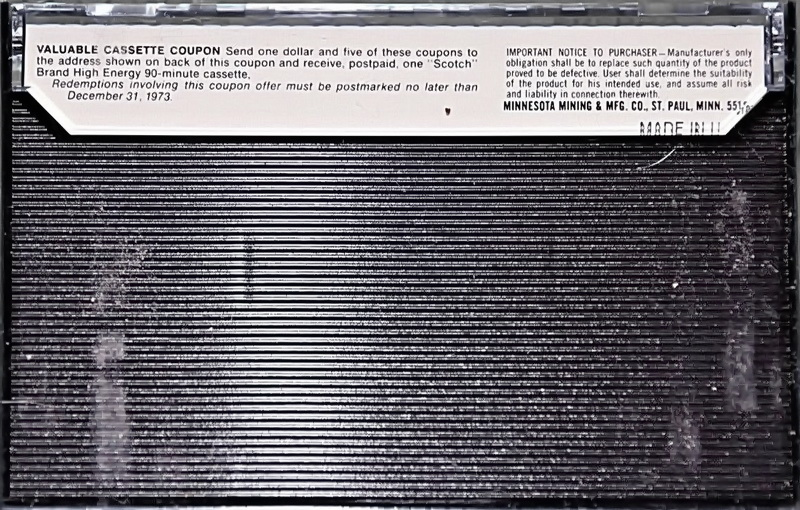 VALUABLE CASSETTE COUPON Send one dollar and five of these coupons to
the address shown on back of this coupon and receive, postpaid, one "Scotch"
Brand High Energy 90-minute cassette.
Redemptions involving this coupon offer must be postmarked no later than
December 31, 1973.
IMPORTANT NOTICE TO PURCHASER—Manufacturer's only
obligation shall be to replace such quantity of the product
proved to be defective. User shall determine the suitability
of the product for his intended use, and assume all risk
and liability in connection therewith.
MINNESOTA MINING & MFG. CO., ST. PAUL, MINN.
MADE IN